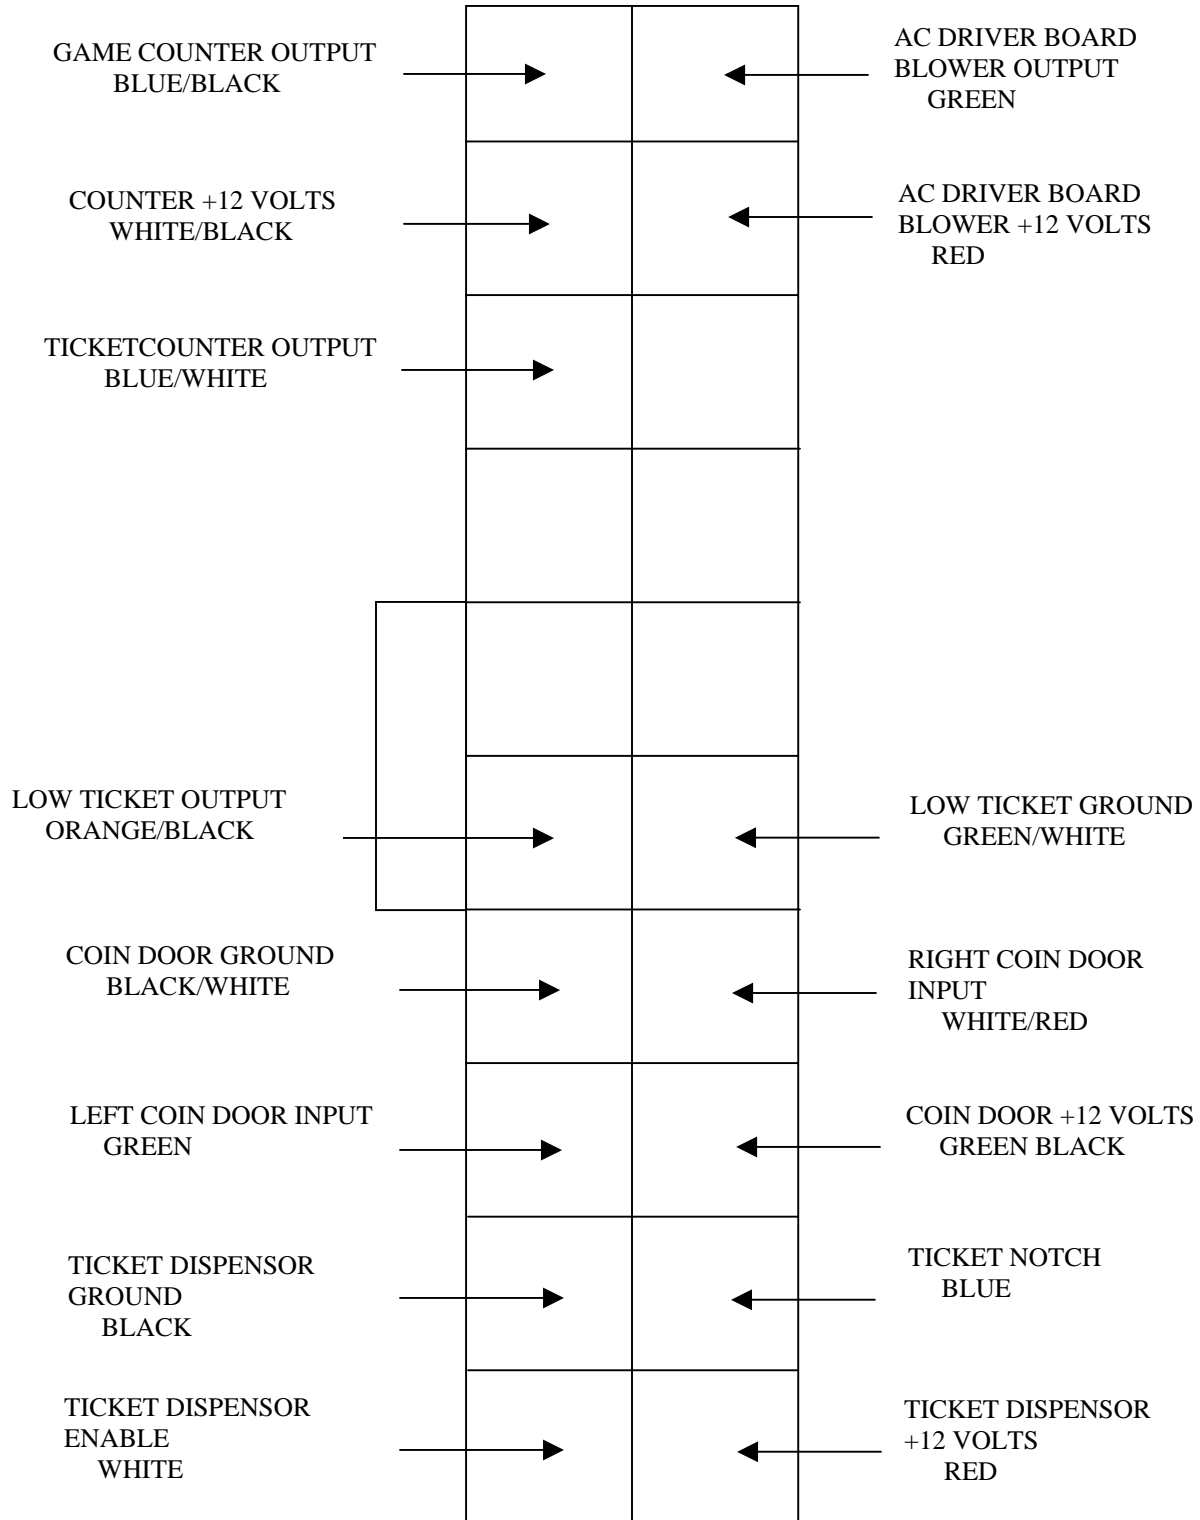 GAME COUNTER OUTPUT
BLUE/BLACK
AC DRIVER BOARD
BLOWER OUTPUT
GREEN
COUNTER +12 VOLTS
WHITE/BLACK
AC DRIVER BOARD
BLOWER +12 VOLTS
RED
TICKETCOUNTER OUTPUT
BLUE/WHITE
LOW TICKET OUTPUT
ORANGE/BLACK
LOW TICKET GROUND
GREEN/WHITE
COIN DOOR GROUND
BLACK/WHITE
RIGHT COIN DOOR
INPUT
WHITE/RED
LEFT COIN DOOR INPUT
GREEN
COIN DOOR +12 VOLTS
GREEN BLACK
TICKET DISPENSOR
GROUND
BLACK
TICKET NOTCH
BLUE
TICKET DISPENSOR
ENABLE
WHITE
TICKET DISPENSOR
+12 VOLTS
RED